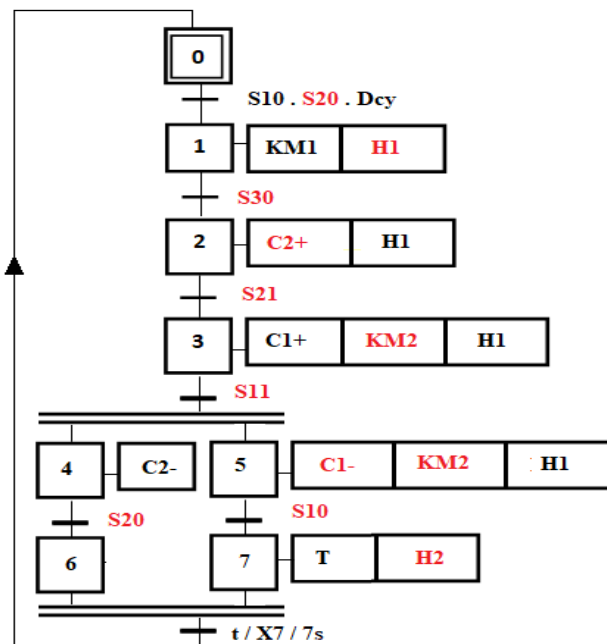 0
S10 . S20 . Dcy
1 KM1 H1
S30
2 C2+ H1
S21
3 C1+ KM2 H1
S11
4 C2- 5 C1- KM2 H1
S20 S10
6 7 T H2
t / X7 / 7s